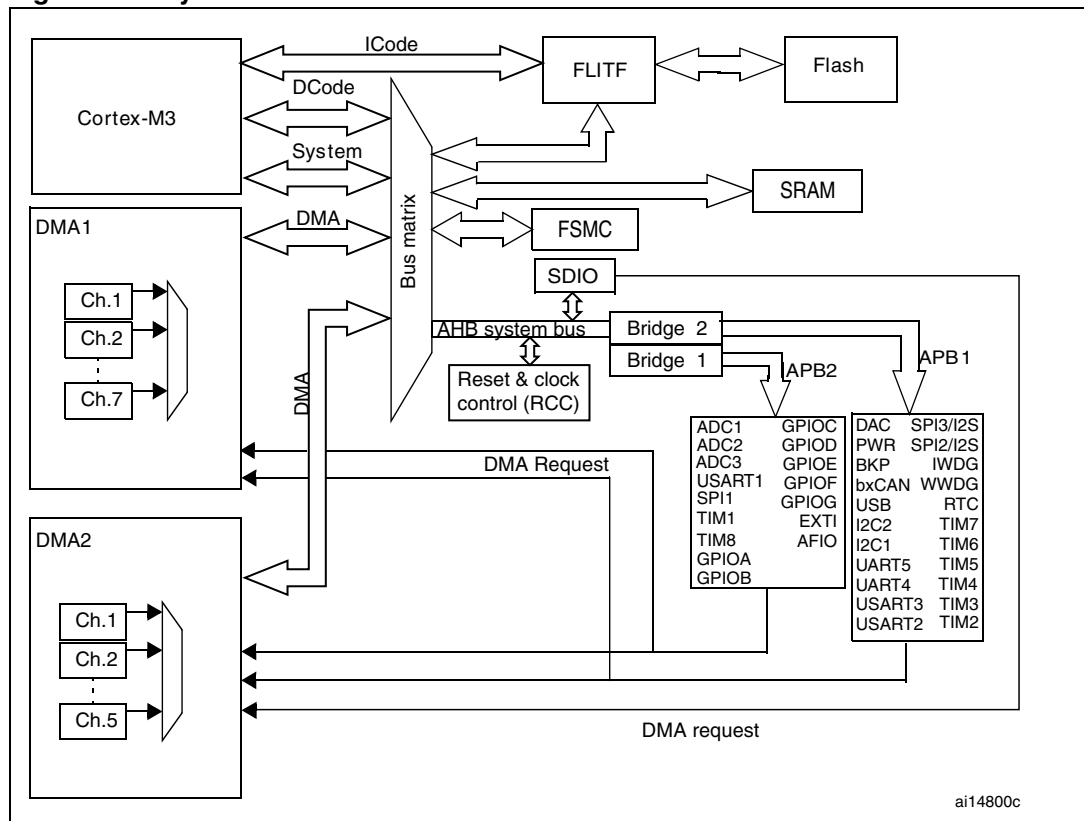 ICode
FLITF
Flash
Cortex-M3
DCode
System
SRAM
DMA1
DMA
Bus matrix
FSMC
SDIO
Ch.1
Ch.2
Ch.7
AHB system bus
Bridge 2
Bridge 1
APB2
APB1
Reset & clock
control (RCC)
DMA
ADC1 GPIOC
ADC2 GPIOD
ADC3 GPIOE
USART1 GPIOF
SPI1 GPIOG
TIM1 EXTI
TIM8 AFIO
GPIOA
GPIOB
DAC SPI3/I2S
PWR SPI2/I2S
BKP IWDG
bxCAN WWDG
USB RTC
I2C2 TIM7
I2C1 TIM6
UART5 TIM5
UART4 TIM4
USART3 TIM3
USART2 TIM2
DMA Request
DMA2
Ch.1
Ch.2
Ch.5
DMA request
ai14800c